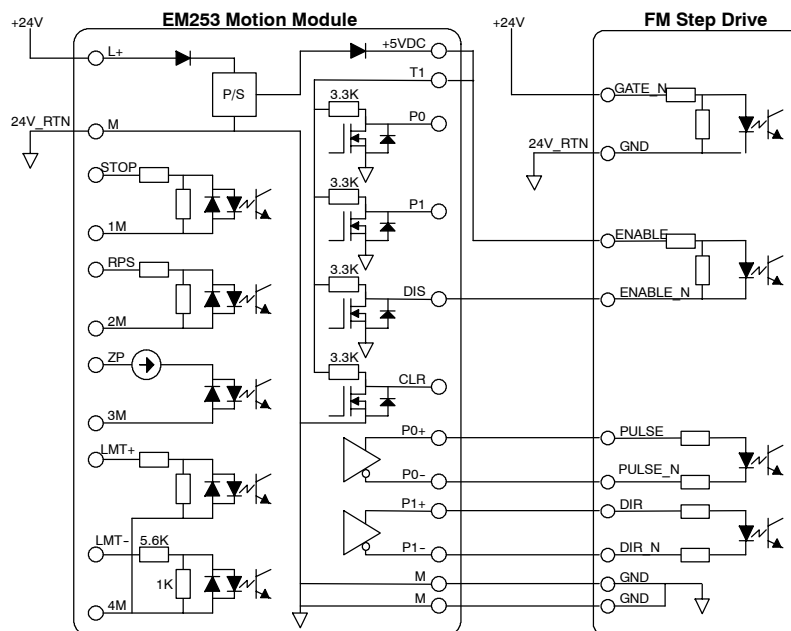 EM253 Motion Module
FM Step Drive
+24V
L+
P/S
+5VDC
T1
3.3K
P0
24V_RTN
M
STOP
1M
3.3K
P1
RPS
2M
3.3K
DIS
ZP
3M
3.3K
CLR
LMT+
P0+
P0−
LMT−
5.6K
1K
4M
P1+
P1−
M
M
+24V
GATE_N
24V_RTN
GND
ENABLE
ENABLE_N
PULSE
PULSE_N
DIR
DIR_N
GND
GND